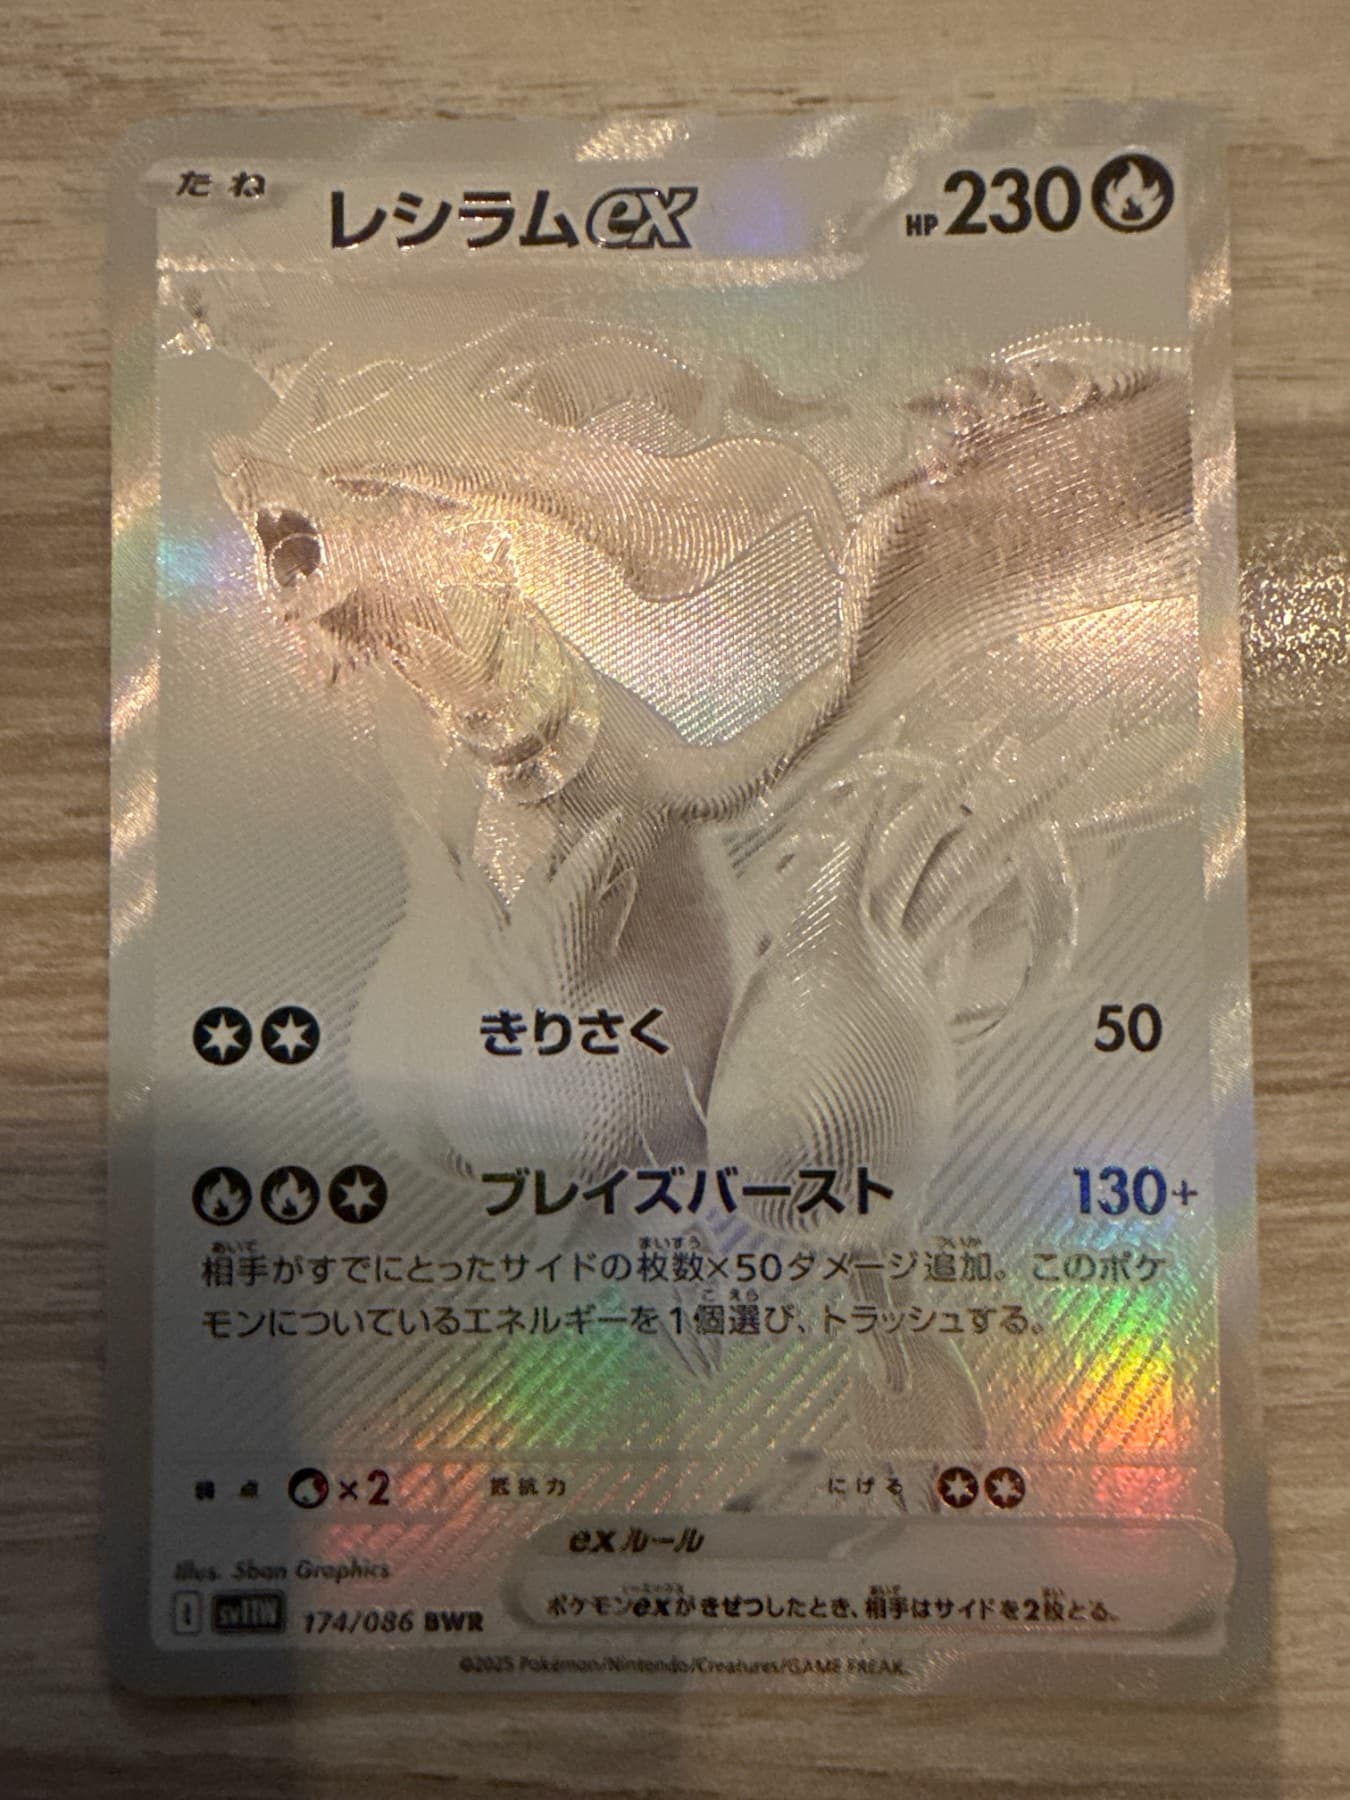 たね レシラムex HP230
きりさく 50
ブレイズバースト 130+
相手がすでにとったサイドの枚数×50ダメージ追加。このポケ
モンについているエネルギーを1個選び、トラッシュする。
弱点 ×2 抵抗力 にげる
exルール
ポケモンexがきぜつしたとき、相手はサイドを2枚とる。
Illus. 5ban Graphics
I sv11W 174/086 BWR
©2025 Pokémon/Nintendo/Creatures/GAME FREAK.